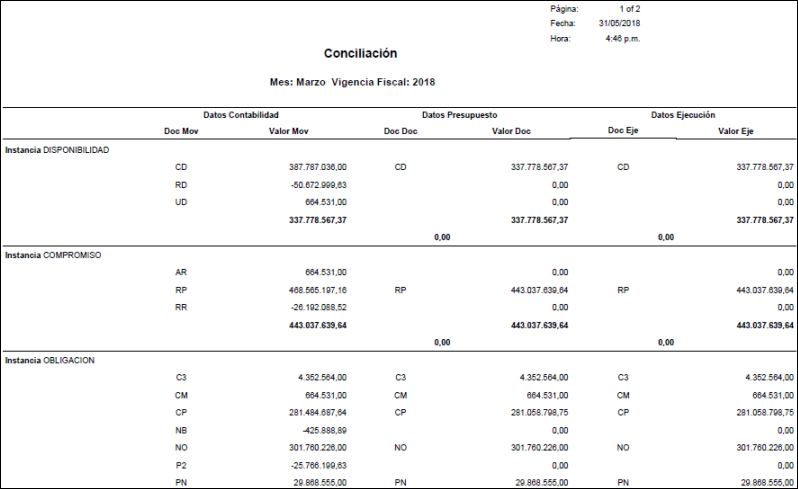 Página: 1 of 2
Fecha: 31/05/2018
Hora: 4:46 p.m.
Conciliación
Mes: Marzo Vigencia Fiscal: 2018
Datos Contabilidad Datos Presupuesto Datos Ejecución
Doc Mov Valor Mov Doc Doc Valor Doc Doc Eje Valor Eje
Instancia DISPONIBILIDAD
CD 387.787.036,00 CD 337.778.567,37 CD 337.778.567,37
RD -50.672.999,63 0,00 0,00
UD 664.531,00 0,00 0,00
337.778.567,37 337.778.567,37 337.778.567,37
0,00 0,00
Instancia COMPROMISO
AR 664.531,00 0,00 0,00
RP 468.565.197,16 RP 443.037.639,64 RP 443.037.639,64
RR -26.192.088,52 0,00 0,00
443.037.639,64 443.037.639,64 443.037.639,64
0,00 0,00
Instancia OBLIGACION
C3 4.352.564,00 C3 4.352.564,00 C3 4.352.564,00
CM 664.531,00 CM 664.531,00 CM 664.531,00
CP 281.484.687,64 CP 281.058.798,75 CP 281.058.798,75
NB -425.888,89 0,00 0,00
NO 301.760.226,00 NO 301.760.226,00 NO 301.760.226,00
P2 -25.766.199,63 0,00 0,00
PN 29.868.555,00 PN 29.868.555,00 PN 29.868.555,00